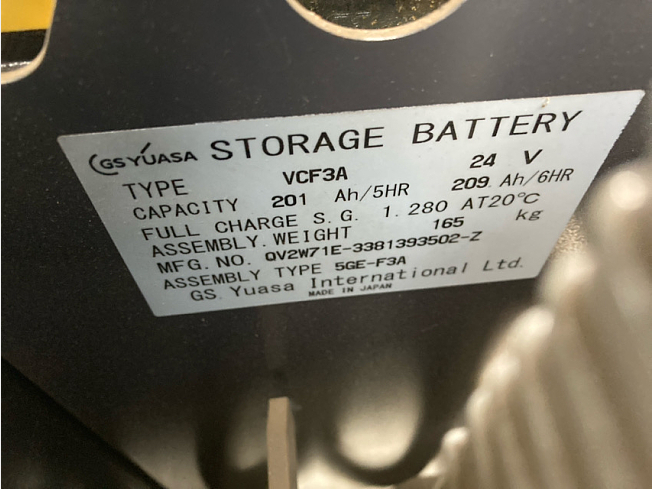 GS YUASA STORAGE BATTERY
TYPE VCF3A 24 V
CAPACITY 201 Ah/5HR 209 Ah/6HR
FULL CHARGE S.G. 1.280 AT20℃
ASSEMBLY.WEIGHT 165 kg
MFG.NO. QV2W71E-3381393502-Z
ASSEMBLY TYPE 5GE-F3A
GS Yuasa International Ltd.
MADE IN JAPAN